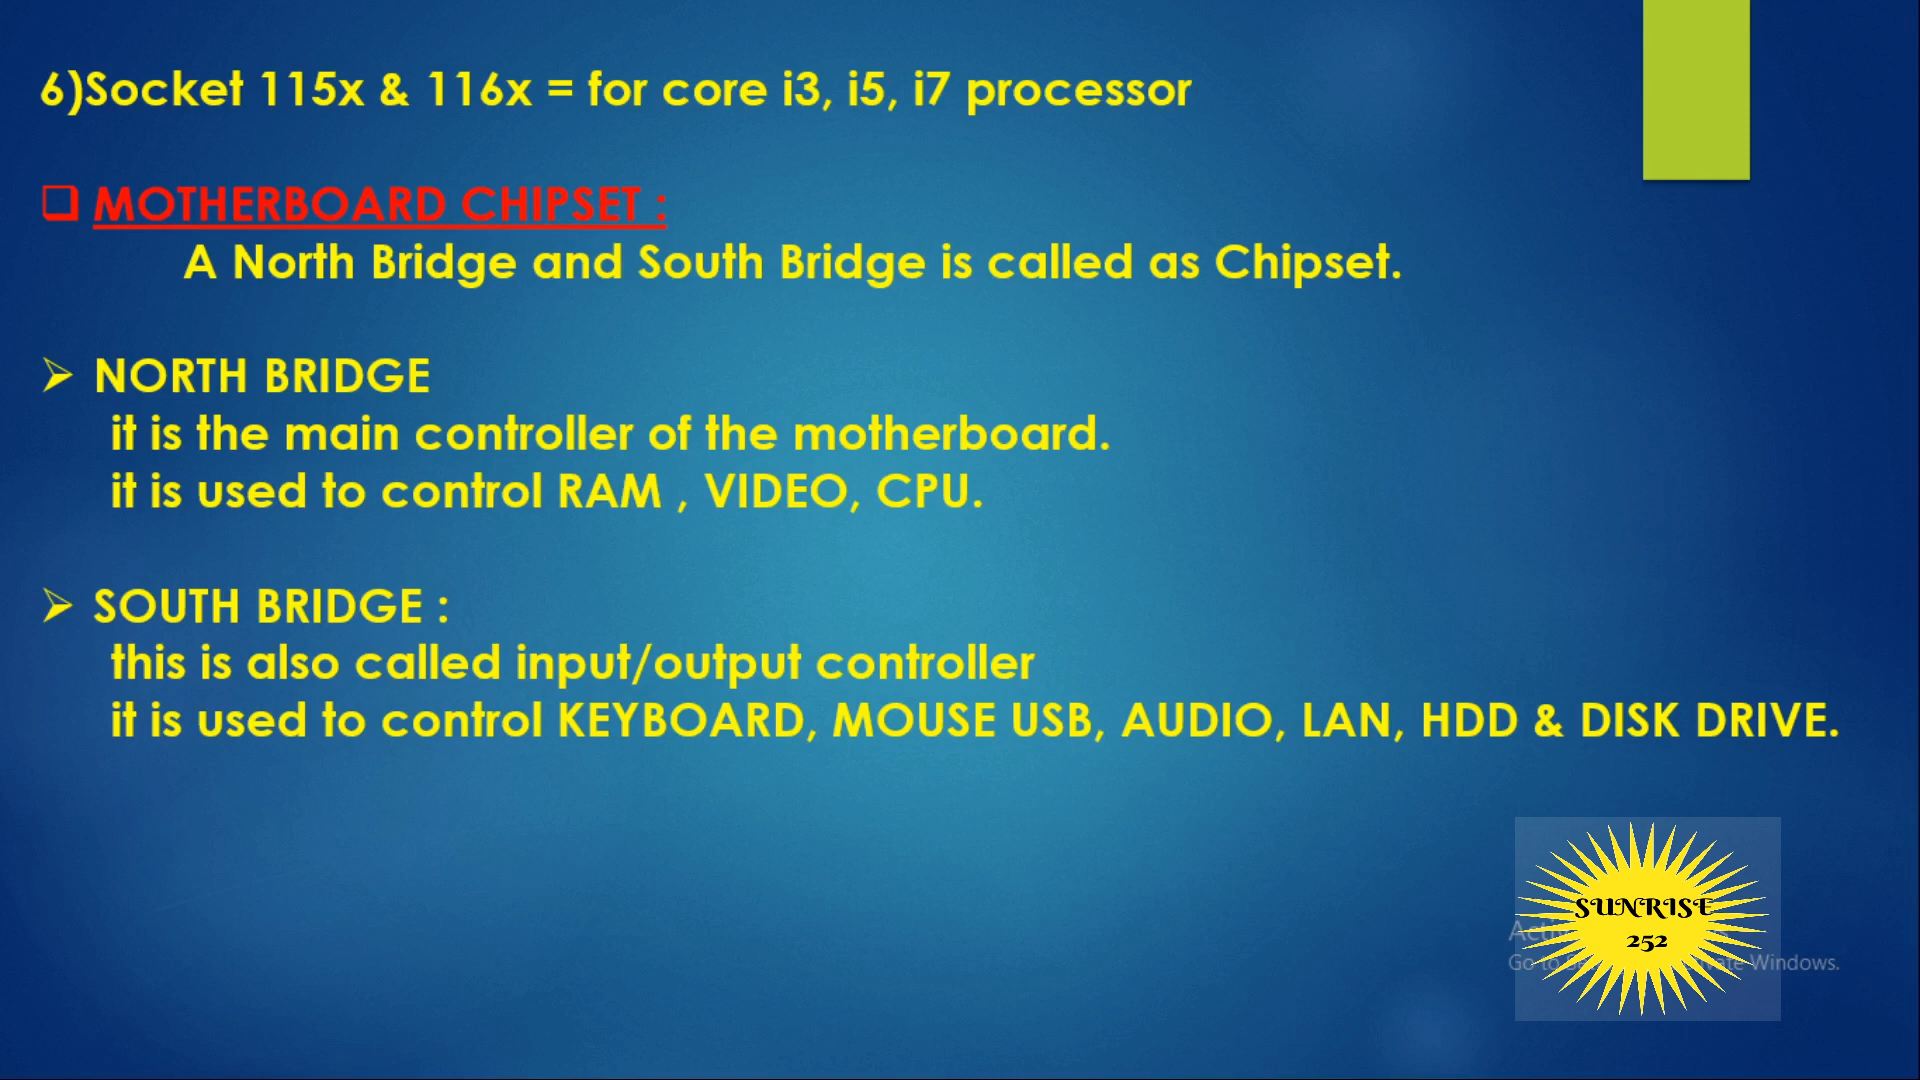 6)Socket 115x & 116x = for core i3, i5, i7 processor
MOTHERBOARD CHIPSET :
A North Bridge and South Bridge is called as Chipset.
NORTH BRIDGE
it is the main controller of the motherboard.
it is used to control RAM , VIDEO, CPU.
SOUTH BRIDGE :
this is also called input/output controller
it is used to control KEYBOARD, MOUSE USB, AUDIO, LAN, HDD & DISK DRIVE.
SUNRISE
252
Go to Windows.